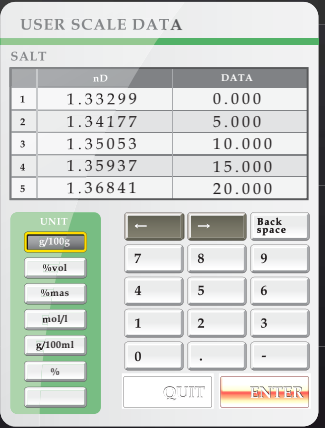 USER SCALE DATA
SALT
nD DATA
1 1.33299 0.000
2 1.34177 5.000
3 1.35053 10.000
4 1.35937 15.000
5 1.36841 20.000
UNIT
g/100g
%vol
%mas
mol/l
g/100ml
%
← → Back space
7 8 9
4 5 6
1 2 3
0 . -
QUIT ENTER